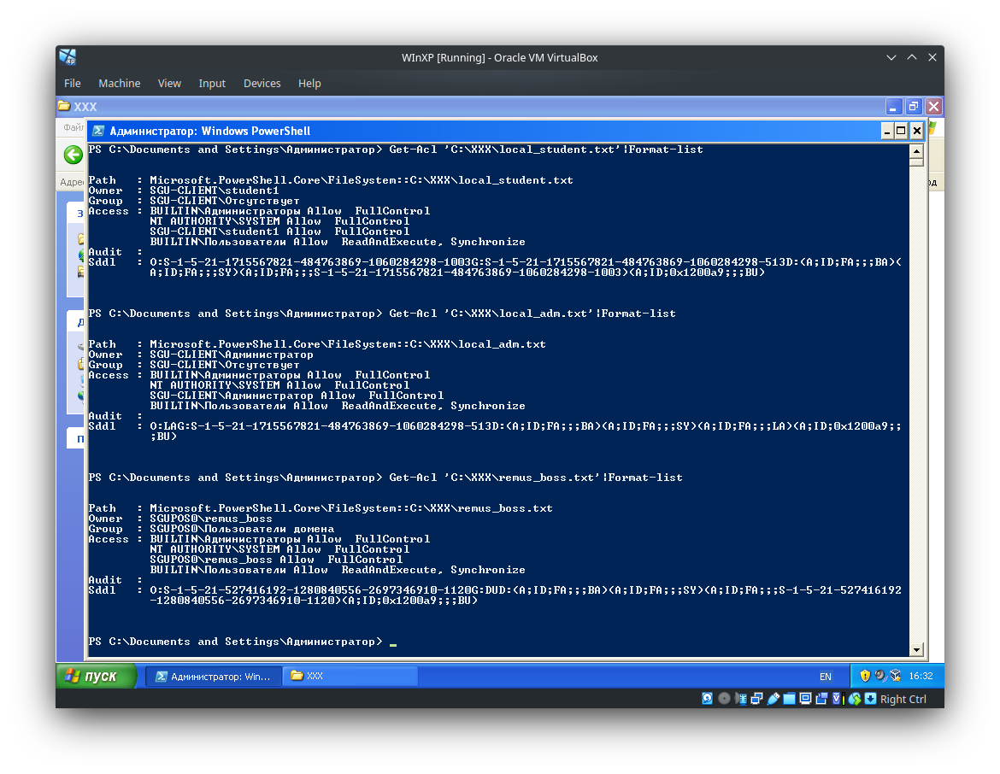 WInXP [Running] - Oracle VM VirtualBox
File Machine View Input Devices Help
XXX
Файл
Администратор: Windows PowerShell
PS C:\Documents and Settings\Администратор> Get-Acl 'C:\XXX\local_student.txt'|Format-list
Path : Microsoft.PowerShell.Core\FileSystem::C:\XXX\local_student.txt
Owner : SGU-CLIENT\student1
Group : SGU-CLIENT\Отсутствует
Access : BUILTIN\Администраторы Allow FullControl
NT AUTHORITY\SYSTEM Allow FullControl
SGU-CLIENT\student1 Allow FullControl
BUILTIN\Пользователи Allow ReadAndExecute, Synchronize
Audit :
Sddl : O:S-1-5-21-1715567821-484763869-1060284298-1003G:S-1-5-21-1715567821-484763869-1060284298-513D:(A;ID;FA;;;BA)(
A;ID;FA;;;SY)(A;ID;FA;;;S-1-5-21-1715567821-484763869-1060284298-1003)(A;ID;0x1200a9;;;BU)
PS C:\Documents and Settings\Администратор> Get-Acl 'C:\XXX\local_adm.txt'|Format-list
Path : Microsoft.PowerShell.Core\FileSystem::C:\XXX\local_adm.txt
Owner : SGU-CLIENT\Администратор
Group : SGU-CLIENT\Отсутствует
Access : BUILTIN\Администраторы Allow FullControl
NT AUTHORITY\SYSTEM Allow FullControl
SGU-CLIENT\Администратор Allow FullControl
BUILTIN\Пользователи Allow ReadAndExecute, Synchronize
Audit :
Sddl : O:LAG:S-1-5-21-1715567821-484763869-1060284298-513D:(A;ID;FA;;;BA)(A;ID;FA;;;SY)(A;ID;FA;;;LA)(A;ID;0x1200a9;;
;BU)
PS C:\Documents and Settings\Администратор> Get-Acl 'C:\XXX\remus_boss.txt'|Format-list
Path : Microsoft.PowerShell.Core\FileSystem::C:\XXX\remus_boss.txt
Owner : SGUPOS0\remus_boss
Group : SGUPOS0\Пользователи домена
Access : BUILTIN\Администраторы Allow FullControl
NT AUTHORITY\SYSTEM Allow FullControl
SGUPOS0\remus_boss Allow FullControl
BUILTIN\Пользователи Allow ReadAndExecute, Synchronize
Audit :
Sddl : O:S-1-5-21-527416192-1280840556-2697346910-1120G:DUD:(A;ID;FA;;;BA)(A;ID;FA;;;SY)(A;ID;FA;;;S-1-5-21-527416192
-1280840556-2697346910-1120)(A;ID;0x1200a9;;;BU)
PS C:\Documents and Settings\Администратор> _
пуск
Администратор: Win...
XXX
EN
16:32
Right Ctrl